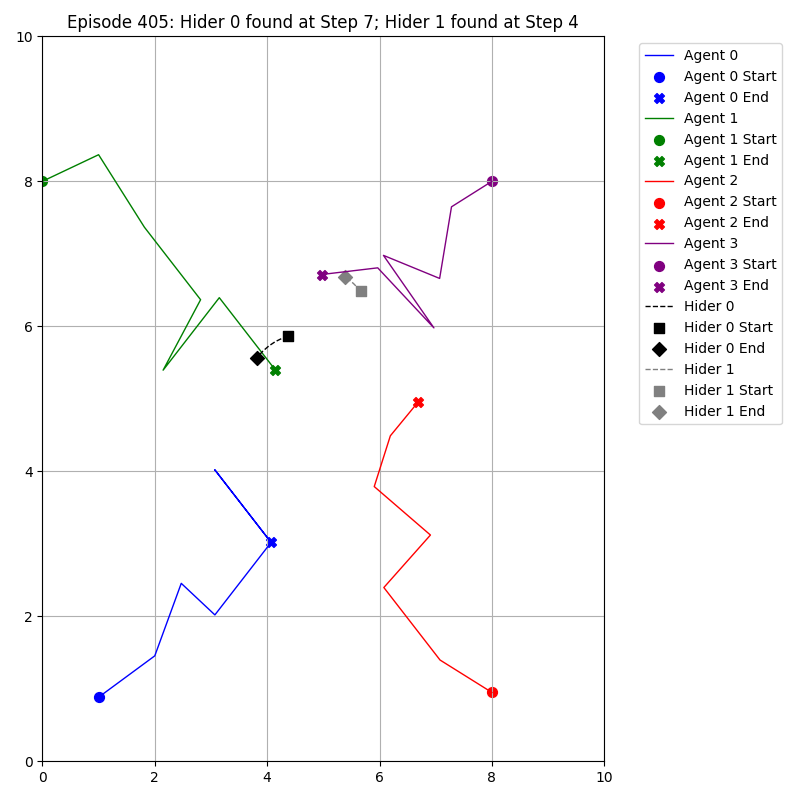 Episode 405: Hider 0 found at Step 7; Hider 1 found at Step 4
10
8
6
4
2
0
0 2 4 6 8 10
Agent 0
Agent 0 Start
Agent 0 End
Agent 1
Agent 1 Start
Agent 1 End
Agent 2
Agent 2 Start
Agent 2 End
Agent 3
Agent 3 Start
Agent 3 End
Hider 0
Hider 0 Start
Hider 0 End
Hider 1
Hider 1 Start
Hider 1 End